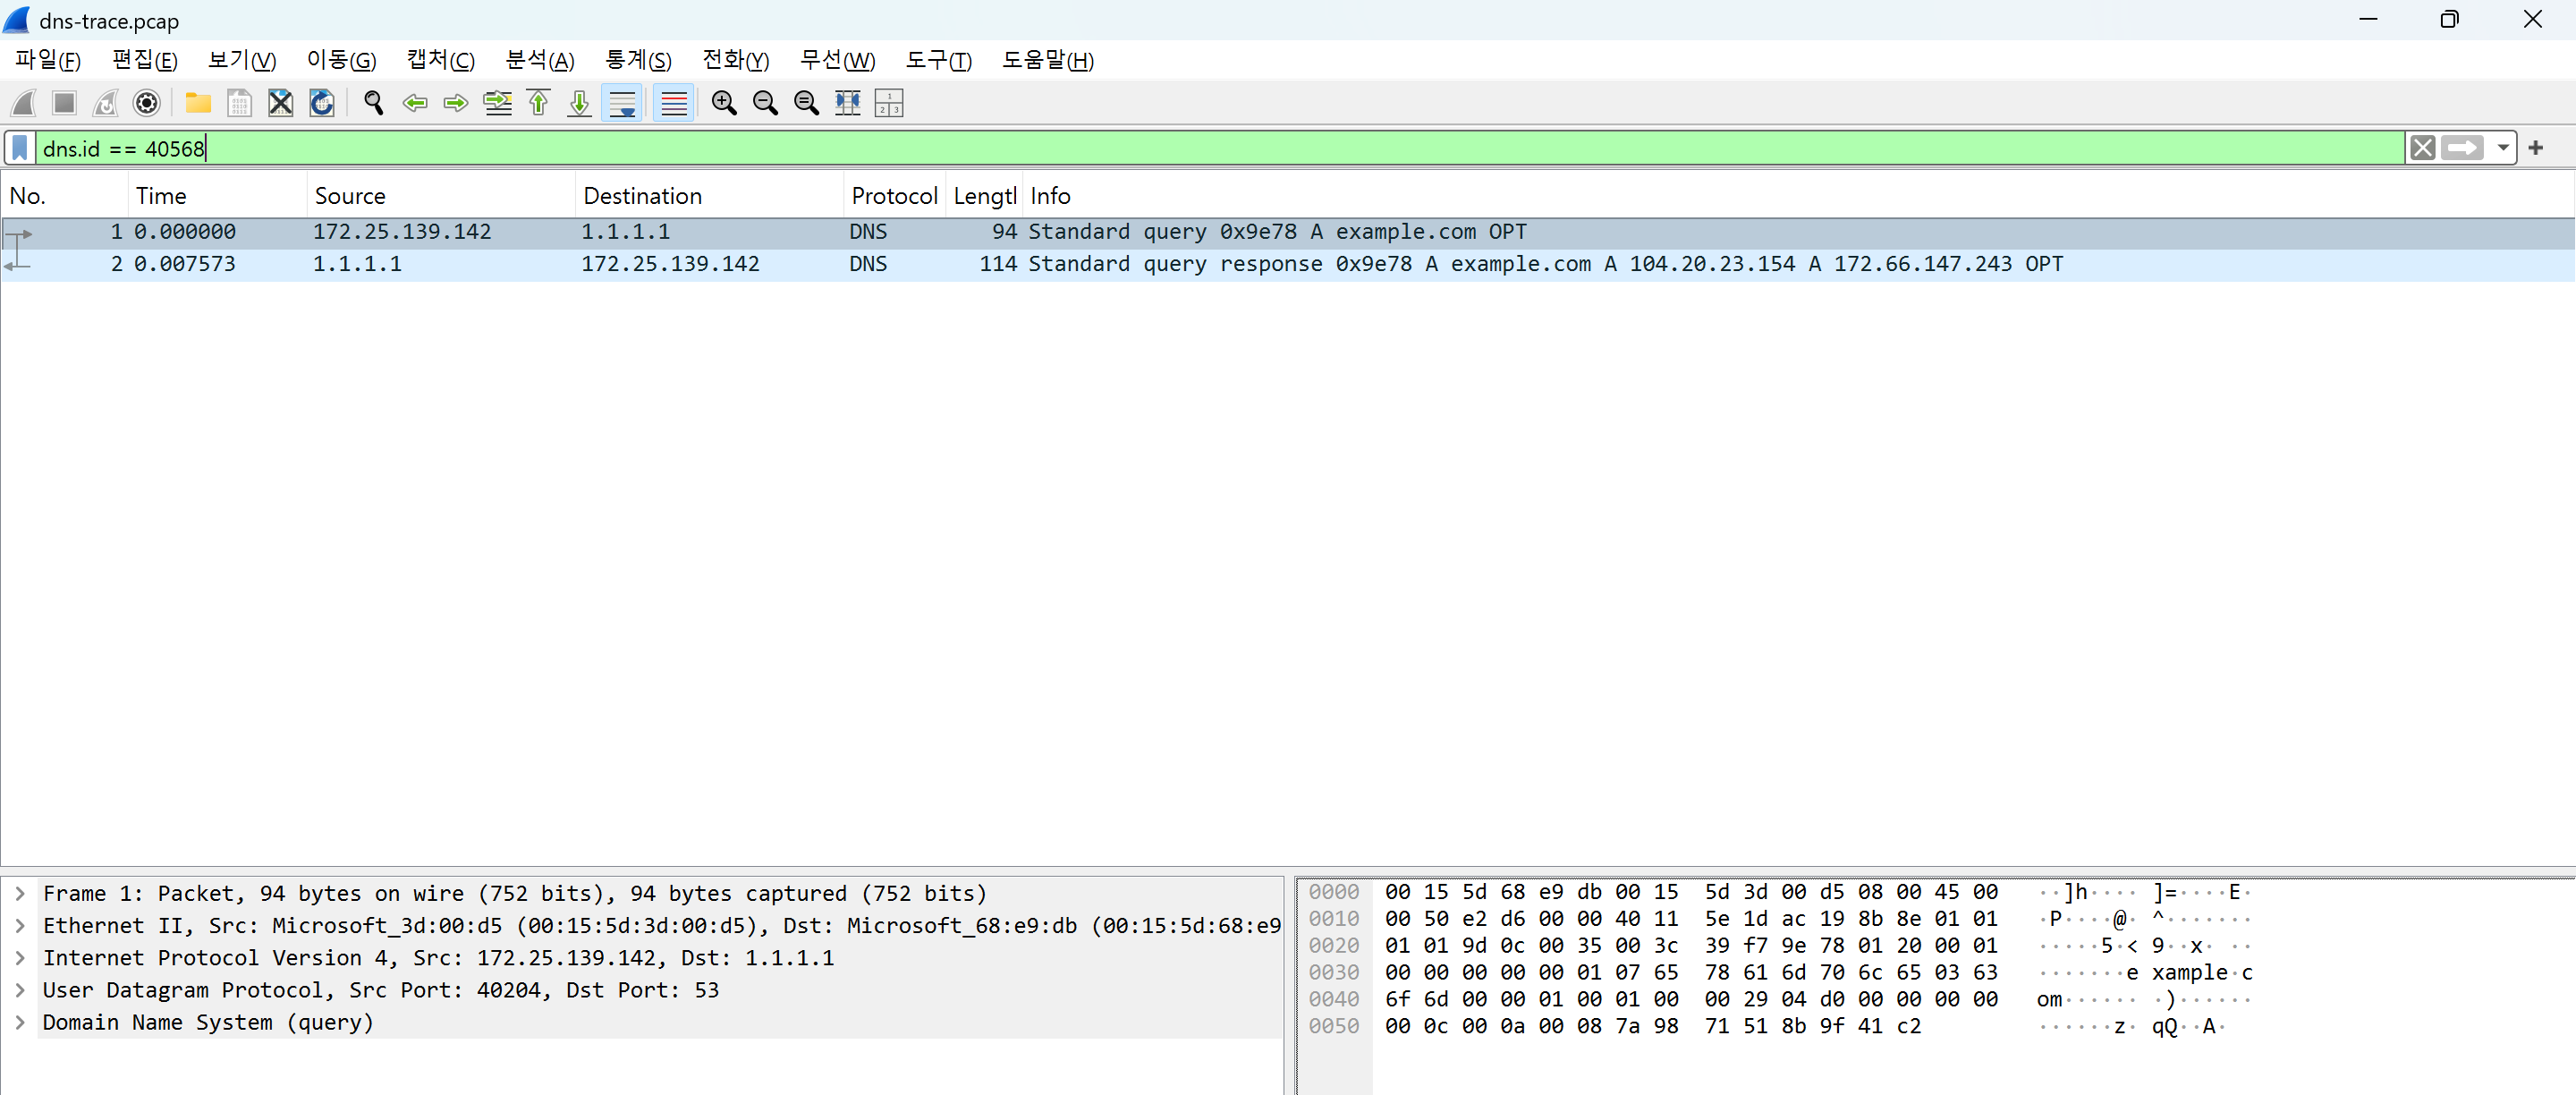 dns-trace.pcap
파일(F) 편집(E) 보기(V) 이동(G) 캡처(C) 분석(A) 통계(S) 전화(Y) 무선(W) 도구(T) 도움말(H)
dns.id == 40568
No. Time Source Destination Protocol Lengtl Info
1 0.000000 172.25.139.142 1.1.1.1 DNS 94 Standard query 0x9e78 A example.com OPT
2 0.007573 1.1.1.1 172.25.139.142 DNS 114 Standard query response 0x9e78 A example.com A 104.20.23.154 A 172.66.147.243 OPT
Frame 1: Packet, 94 bytes on wire (752 bits), 94 bytes captured (752 bits)
Ethernet II, Src: Microsoft_3d:00:d5 (00:15:5d:3d:00:d5), Dst: Microsoft_68:e9:db (00:15:5d:68:e9
Internet Protocol Version 4, Src: 172.25.139.142, Dst: 1.1.1.1
User Datagram Protocol, Src Port: 40204, Dst Port: 53
Domain Name System (query)
0000 00 15 5d 68 e9 db 00 15 5d 3d 00 d5 08 00 45 00 ··]h···· ]=····E·
0010 00 50 e2 d6 00 00 40 11 5e 1d ac 19 8b 8e 01 01 ·P····@· ^·······
0020 01 01 9d 0c 00 35 00 3c 39 f7 9e 78 01 20 00 01 ·····5·< 9··x· ··
0030 00 00 00 00 00 01 07 65 78 61 6d 70 6c 65 03 63 ·······e xample·c
0040 6f 6d 00 00 01 00 01 00 00 29 04 d0 00 00 00 00 om······ ·)······
0050 00 0c 00 0a 00 08 7a 98 71 51 8b 9f 41 c2 ······z· qQ··A·